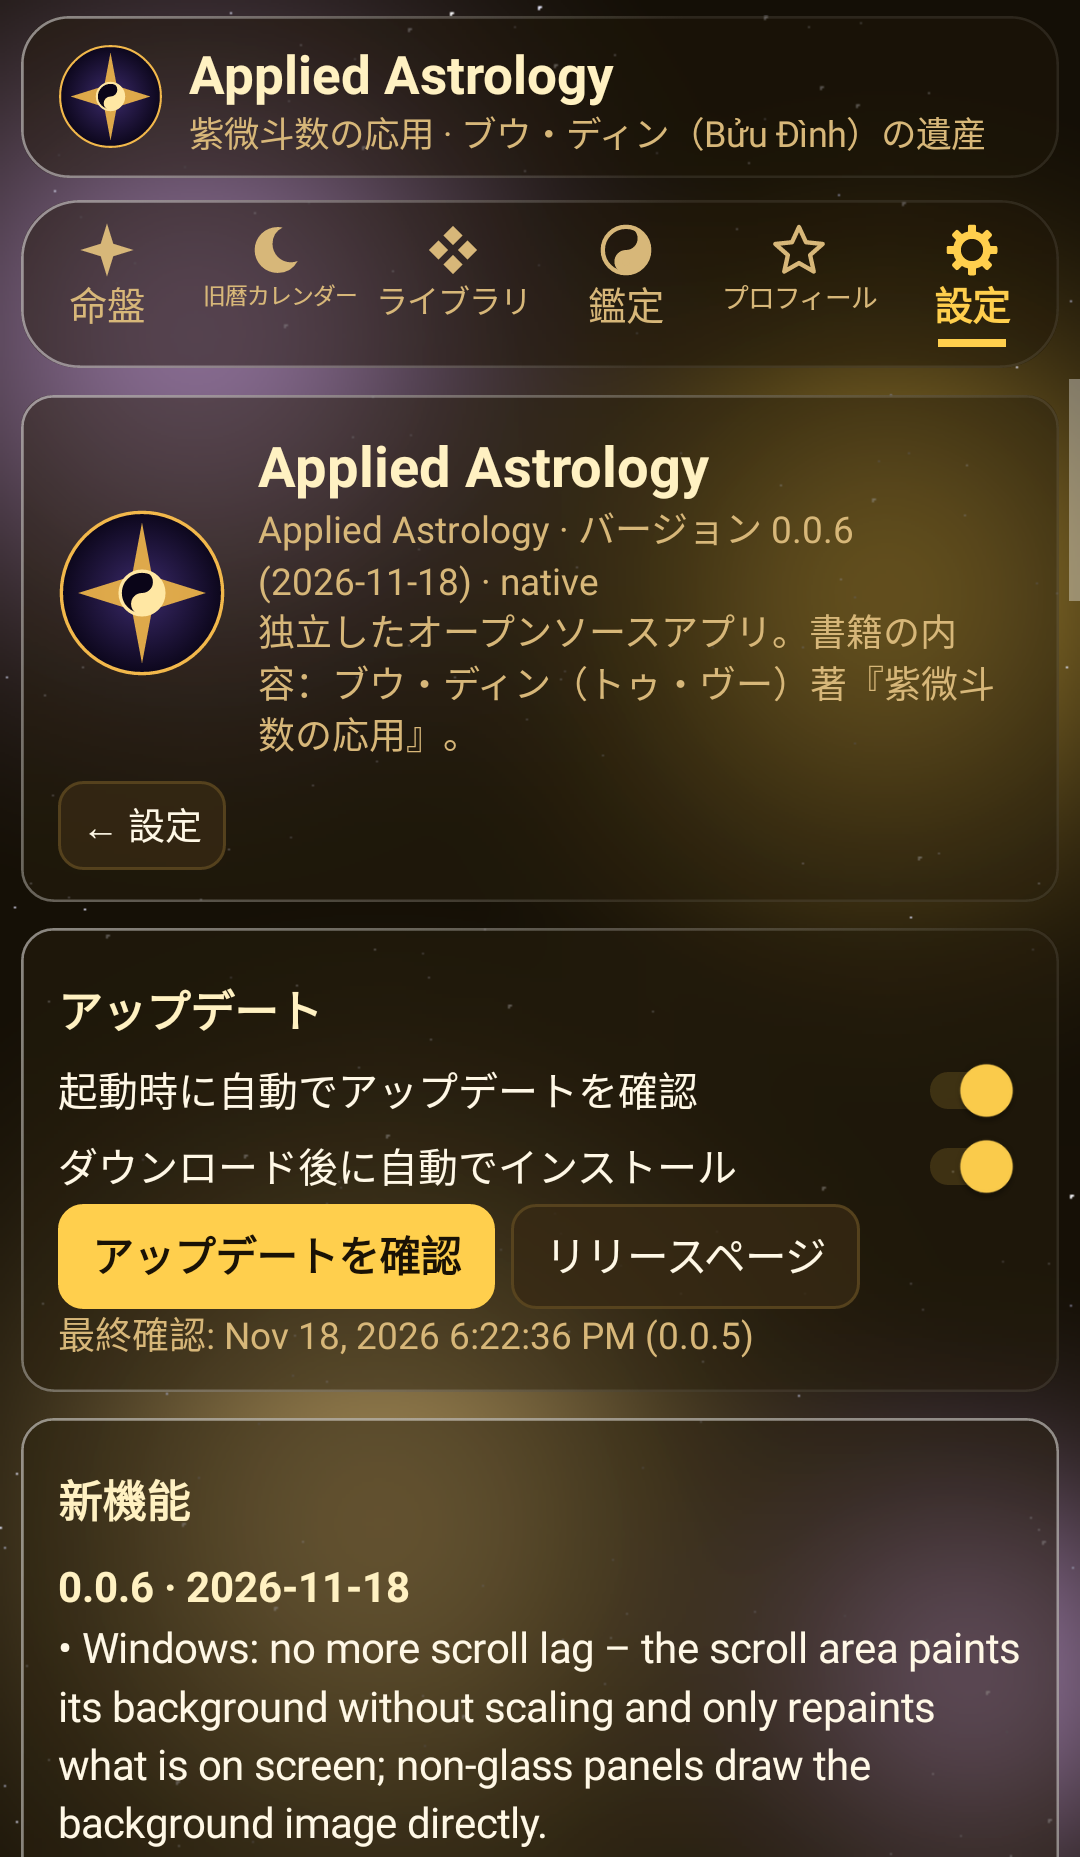 Applied Astrology
紫微斗数の応用 · ブウ・ディン（Bửu Đình）の遺産
命盤
旧暦カレンダー
ライブラリ
鑑定
プロフィール
設定
Applied Astrology
Applied Astrology · バージョン 0.0.6
(2026-11-18) · native
独立したオープンソースアプリ。書籍の内
容：ブウ・ディン（トゥ・ヴー）著『紫微斗
数の応用』。
← 設定
アップデート
起動時に自動でアップデートを確認
ダウンロード後に自動でインストール
アップデートを確認
リリースページ
最終確認: Nov 18, 2026 6:22:36 PM (0.0.5)
新機能
0.0.6 · 2026-11-18
• Windows: no more scroll lag – the scroll area paints
its background without scaling and only repaints
what is on screen; non-glass panels draw the
background image directly.